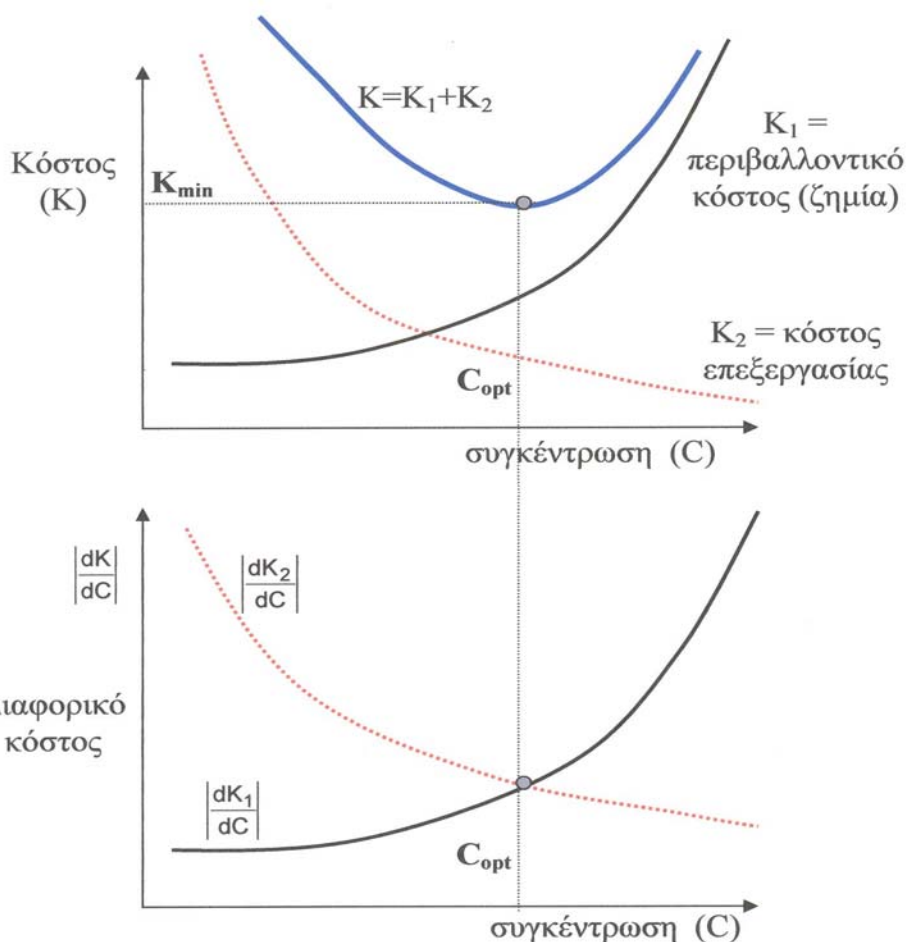 K=K₁+K₂
Κόστος
(Κ)
K_min
K₁ =
περιβαλλοντικό
κόστος (ζημία)
K₂ = κόστος
επεξεργασίας
C_opt
συγκέντρωση (C)
|dK/dC|
|dK₂/dC|
ιαφορικό
κόστος
|dK₁/dC|
C_opt
συγκέντρωση (C)